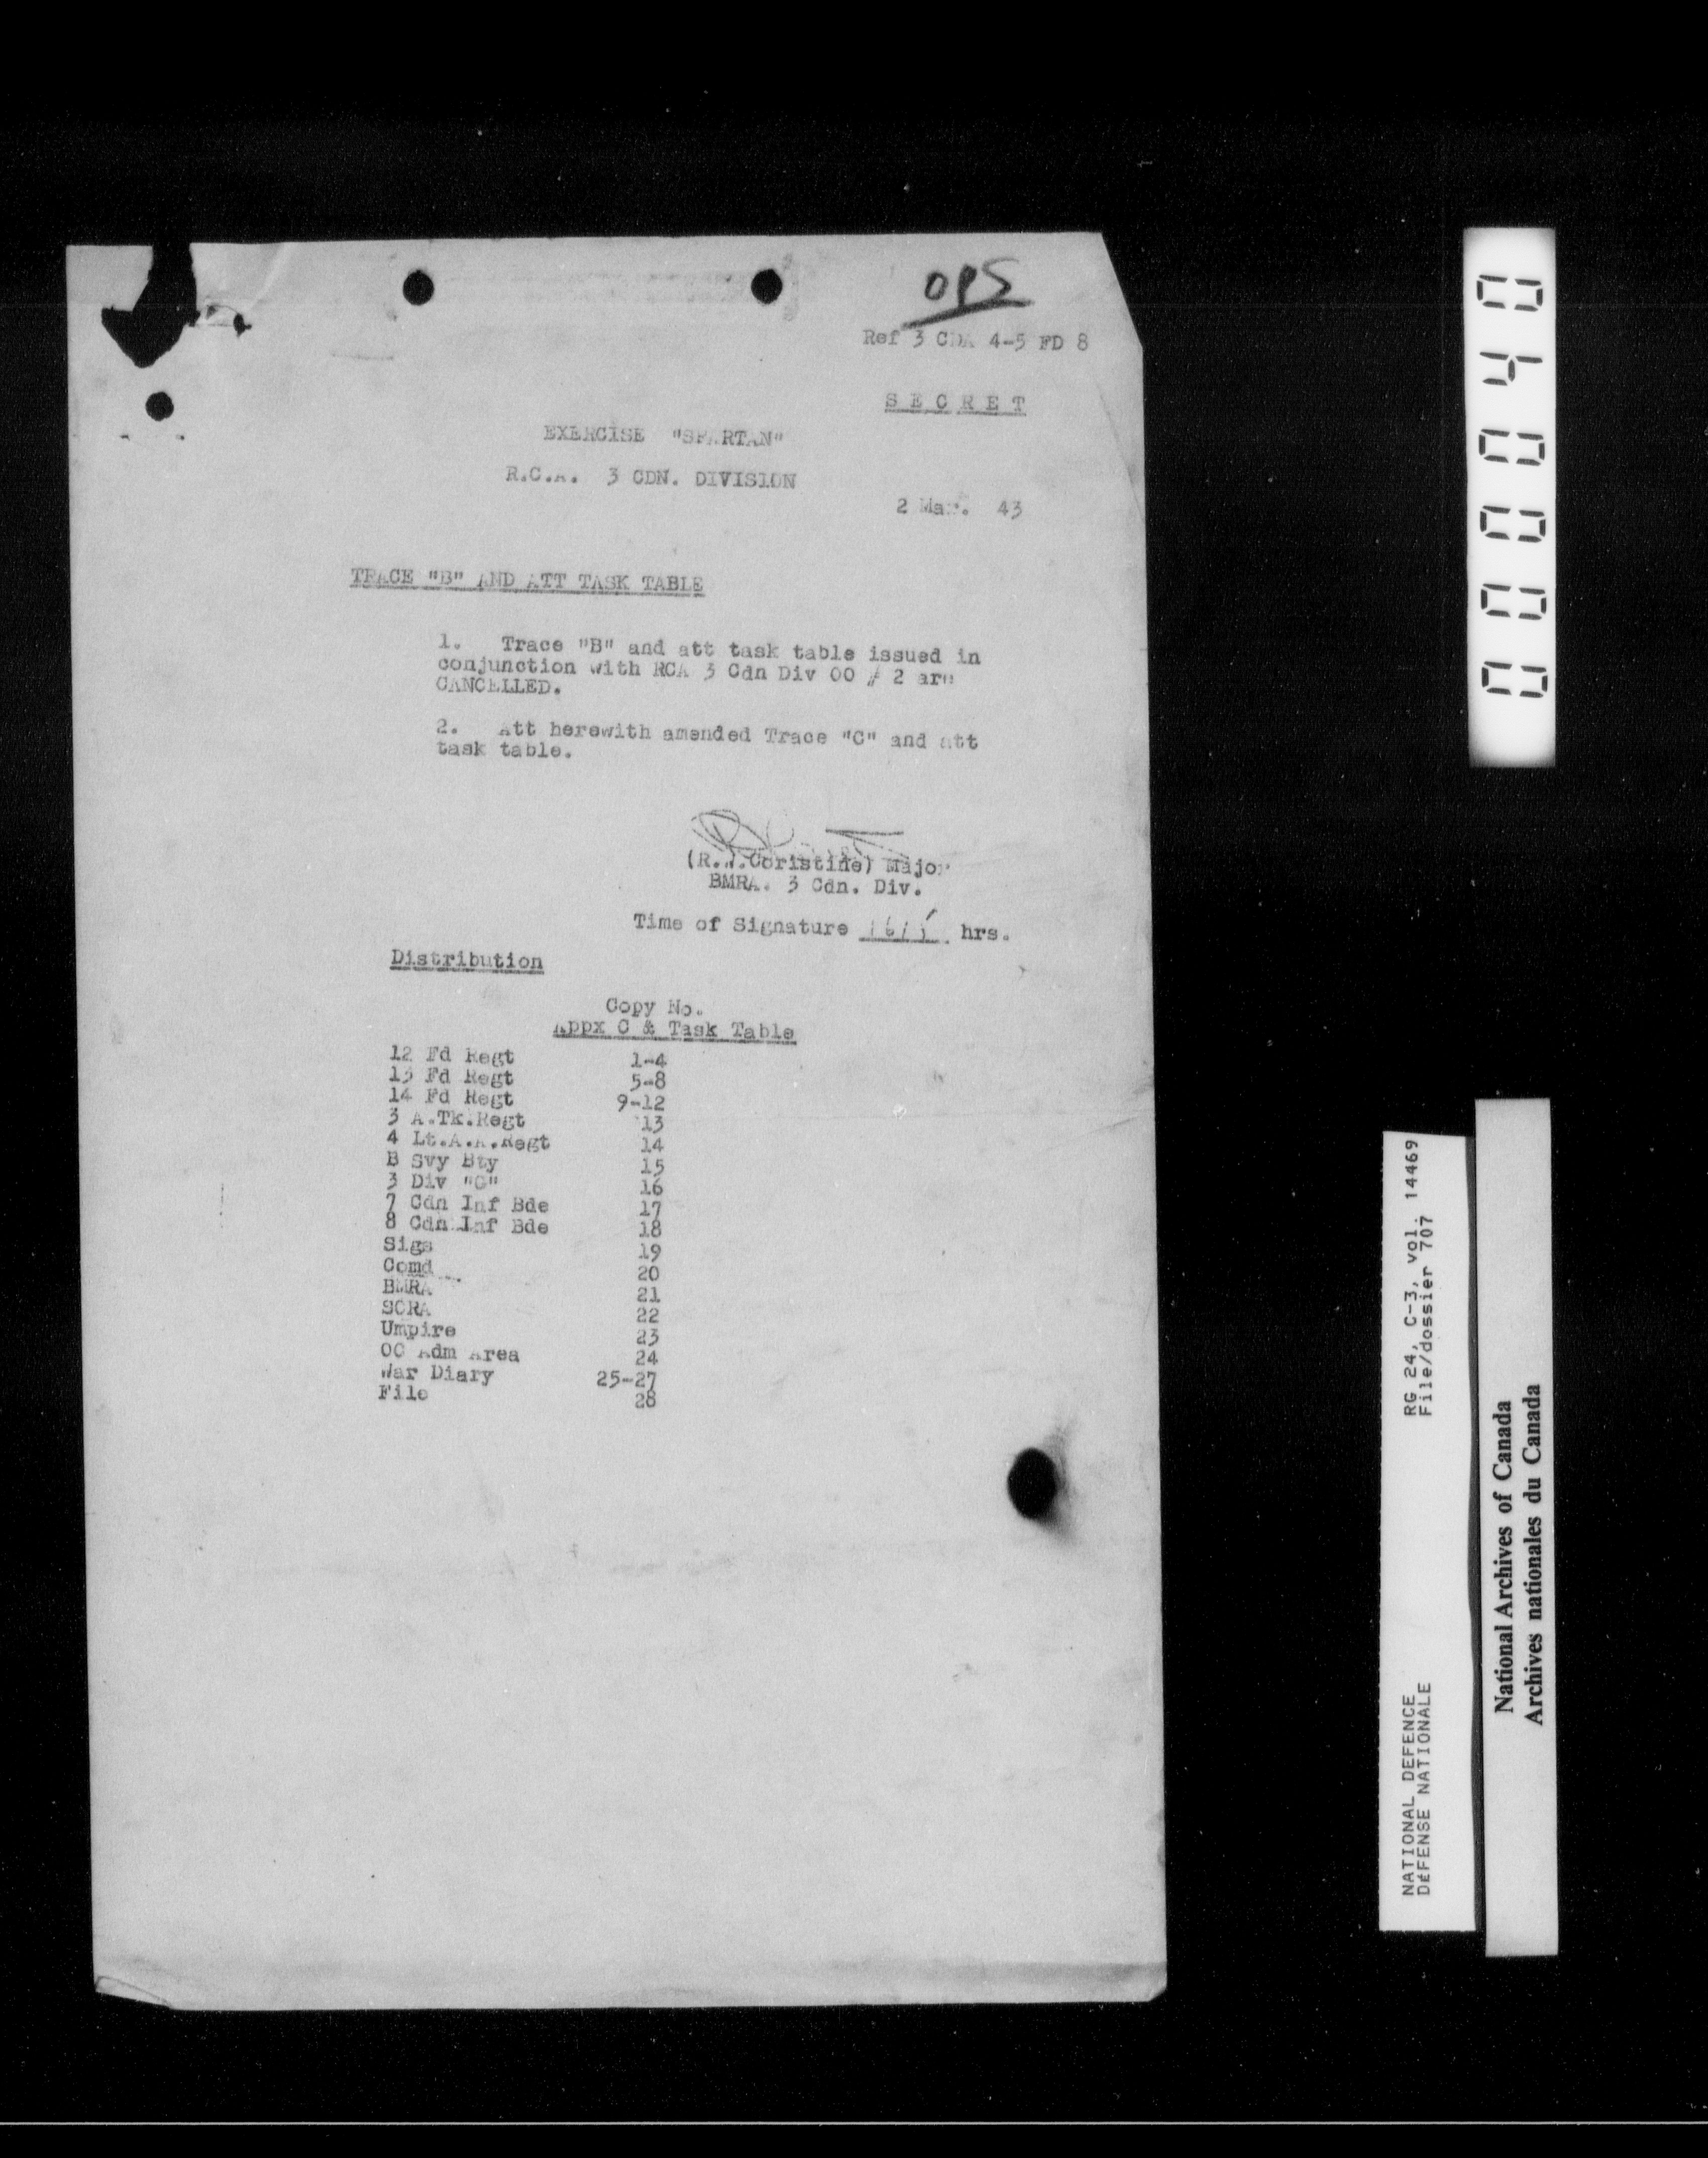 OPS
Ref 3 CDA 4-5 FD 8
S E C R E T
EXERCISE "SPARTAN"
R.C.A. 3 CDN. DIVISION
2 Mar. 43
TRACE "B" AND ATT TASK TABLE
1. Trace "B" and att task table issued in
conjunction with RCA 3 Cdn Div OO # 2 are
CANCELLED.
2. Att herewith amended Trace "C" and att
task table.
Coristine) Major
BMRA. 3 Cdn. Div.
Time of Signature 1615 hrs.
Distribution
Copy No.
Appx C & Task Table
12 Fd Regt 1-4
13 Fd Regt 5-8
14 Fd Regt 9-12
3 A.Tk.Regt 13
4 Lt.A.A.Regt 14
B Svy Bty 15
3 Div "G" 16
7 Cdn Inf Bde 17
8 Cdn Inf Bde 18
Sigs 19
Comd 20
BMRA 21
SCRA 22
Umpire 23
OC Adm Area 24
War Diary 25-27
File 28
000040
NATIONAL DEFENCE RG 24, C-3, vol. 14469
DÉFENSE NATIONALE File/dossier 707
National Archives of Canada
Archives nationales du Canada